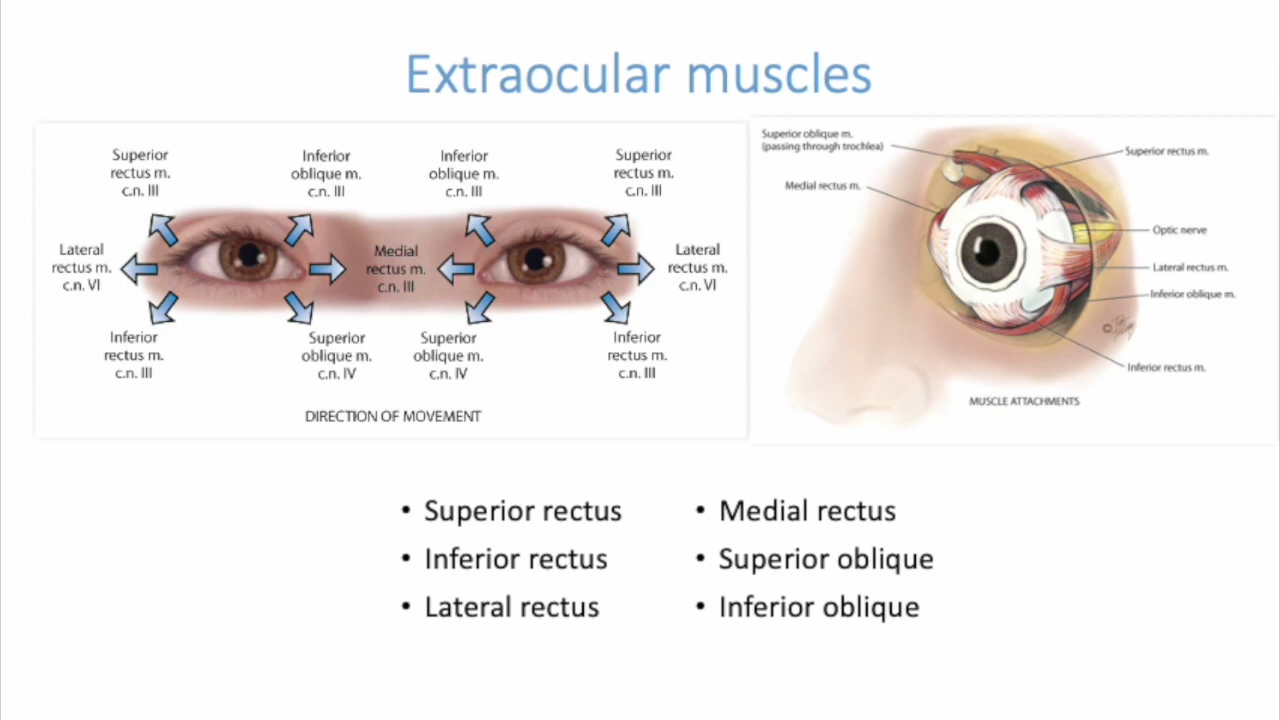 Extraocular muscles
Superior
rectus m.
c.n. III
Inferior
oblique m.
c.n. III
Inferior
oblique m.
c.n. III
Superior
rectus m.
c.n. III
Lateral
rectus m.
c.n. VI
Medial
rectus m.
c.n. III
Lateral
rectus m.
c.n. VI
Inferior
rectus m.
c.n. III
Superior
oblique m.
c.n. IV
Superior
oblique m.
c.n. IV
Inferior
rectus m.
c.n. III
DIRECTION OF MOVEMENT
Superior oblique m.
(passing through trochlea)
Medial rectus m.
Superior rectus m.
Optic nerve
Lateral rectus m.
Inferior oblique m.
Inferior rectus m.
MUSCLE ATTACHMENTS
• Superior rectus
• Inferior rectus
• Lateral rectus
• Medial rectus
• Superior oblique
• Inferior oblique